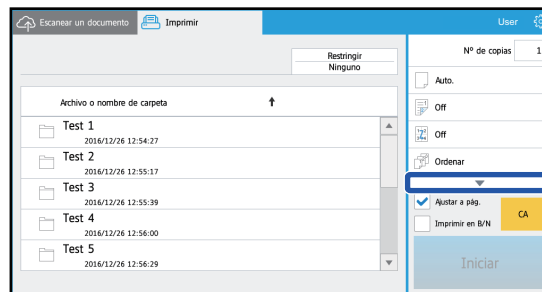 Escanear un documento
Imprimir
User
Restringir
Ninguno
Archivo o nombre de carpeta
Test 1
2016/12/26 12:54:27
Test 2
2016/12/26 12:55:17
Test 3
2016/12/26 12:55:39
Test 4
2016/12/26 12:56:00
Test 5
2016/12/26 12:56:29
Nº de copias 1
Auto.
Off
Off
Ordenar
Ajustar a pág.
Imprimir en B/N
CA
Iniciar